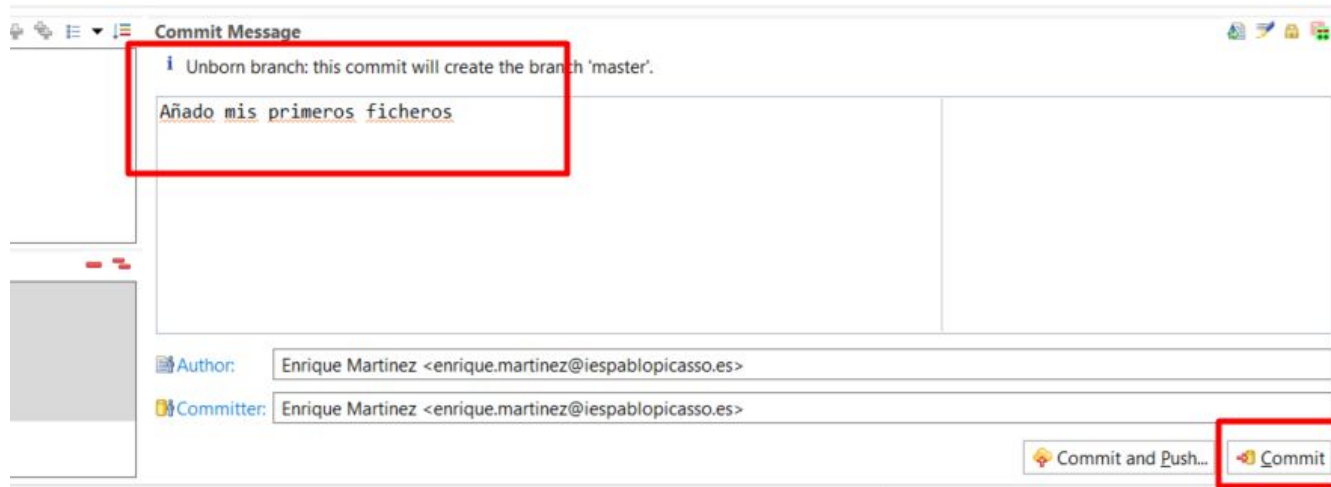 Commit Message
Unborn branch: this commit will create the branch 'master'.
Añado mis primeros ficheros
Author: Enrique Martinez <enrique.martinez@iespablopicasso.es>
Committer: Enrique Martinez <enrique.martinez@iespablopicasso.es>
Commit and Push... Commit